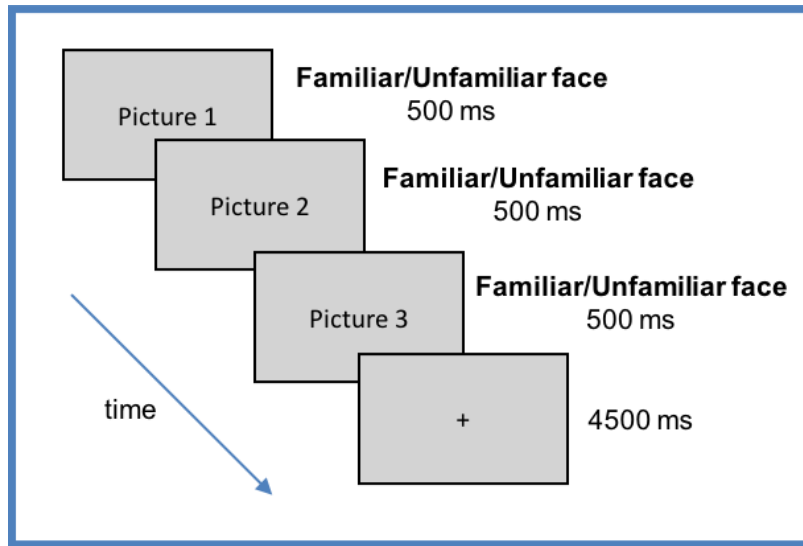 Picture 1
Familiar/Unfamiliar face
500 ms
Picture 2
Familiar/Unfamiliar face
500 ms
Picture 3
Familiar/Unfamiliar face
500 ms
time
+
4500 ms